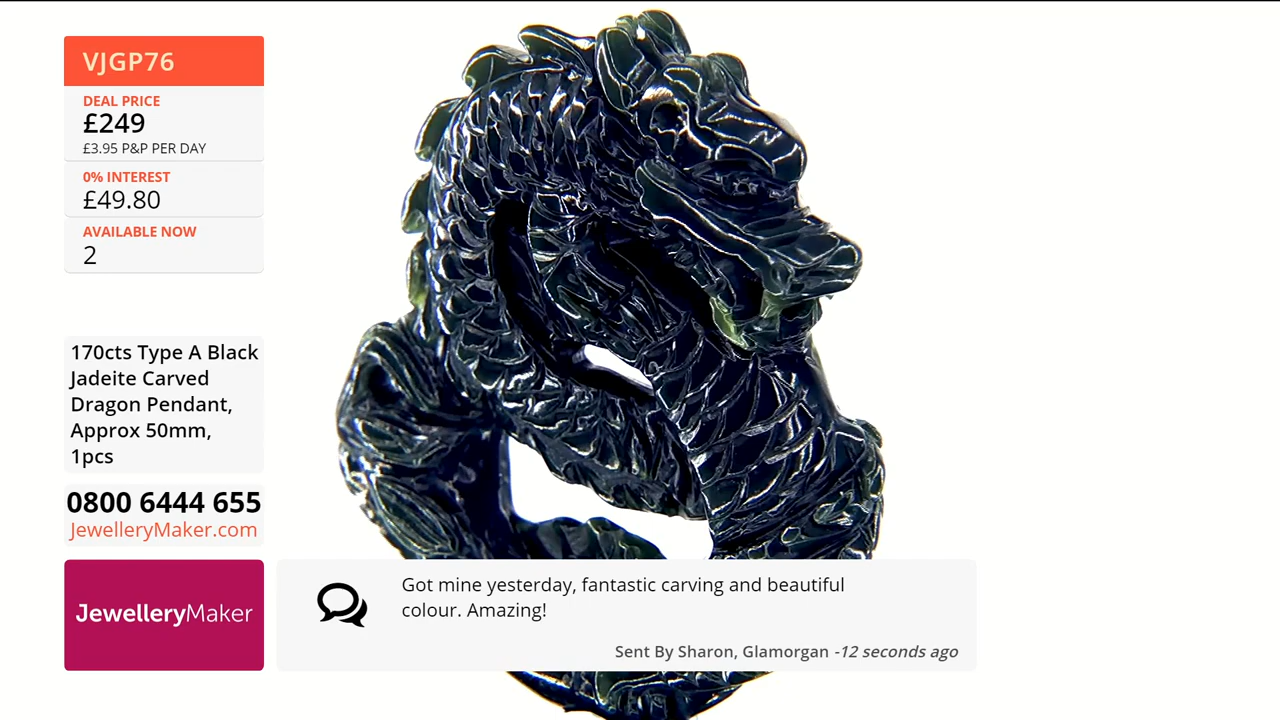 VJGP76
DEAL PRICE
£249
£3.95 P&P PER DAY
0% INTEREST
£49.80
AVAILABLE NOW
2
170cts Type A Black
Jadeite Carved
Dragon Pendant,
Approx 50mm,
1pcs
0800 6444 655
JewelleryMaker.com
JewelleryMaker
Got mine yesterday, fantastic carving and beautiful
colour. Amazing!
Sent By Sharon, Glamorgan -12 seconds ago